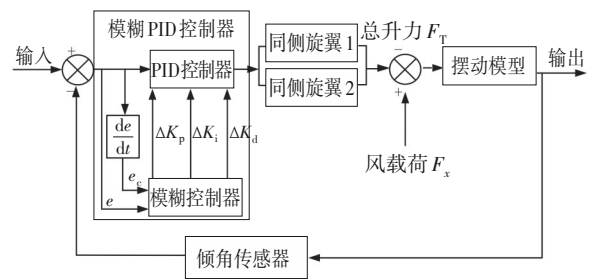 模糊PID控制器
输入
+
−
PID控制器
同侧旋翼1
同侧旋翼2
总升力 F_T
−
+
摆动模型
输出
de
dt
ΔK_p
ΔK_i
ΔK_d
风载荷 F_x
e_c
e
模糊控制器
倾角传感器